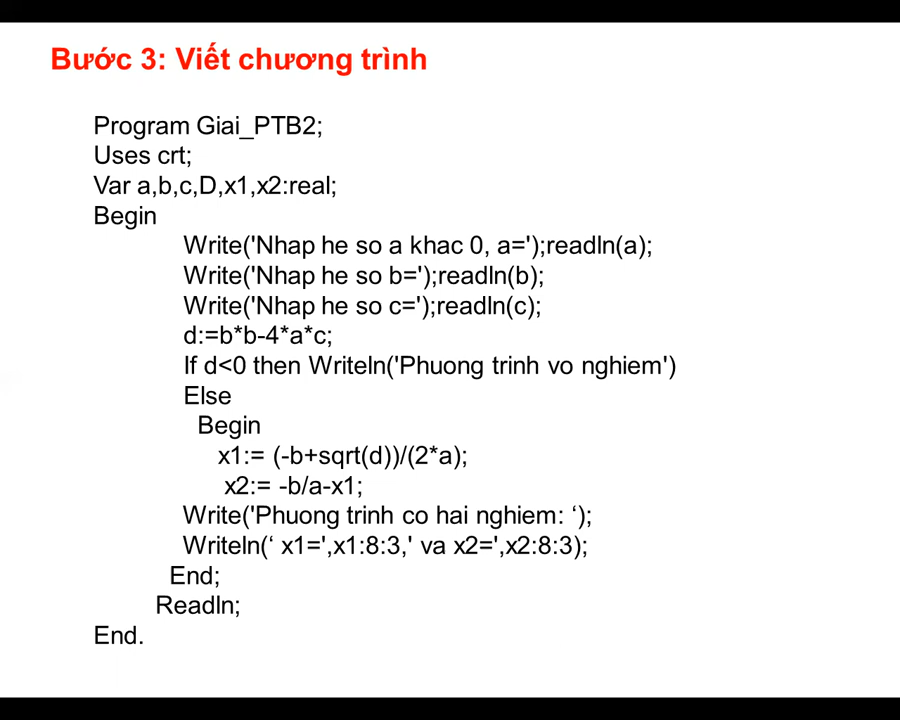 Bước 3: Viết chương trình
Program Giai_PTB2;
Uses crt;
Var a,b,c,D,x1,x2:real;
Begin
Write('Nhap he so a khac 0, a=');readln(a);
Write('Nhap he so b=');readln(b);
Write('Nhap he so c=');readln(c);
d:=b*b-4*a*c;
If d<0 then Writeln('Phuong trinh vo nghiem')
Else
Begin
x1:= (-b+sqrt(d))/(2*a);
x2:= -b/a-x1;
Write('Phuong trinh co hai nghiem: ‘);
Writeln(‘ x1=',x1:8:3,' va x2=',x2:8:3);
End;
Readln;
End.